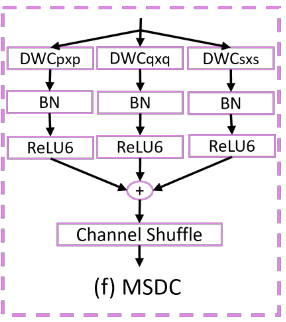 DWCpxp DWCqxq DWCsxs
BN BN BN
ReLU6 ReLU6 ReLU6
+
Channel Shuffle
(f) MSDC